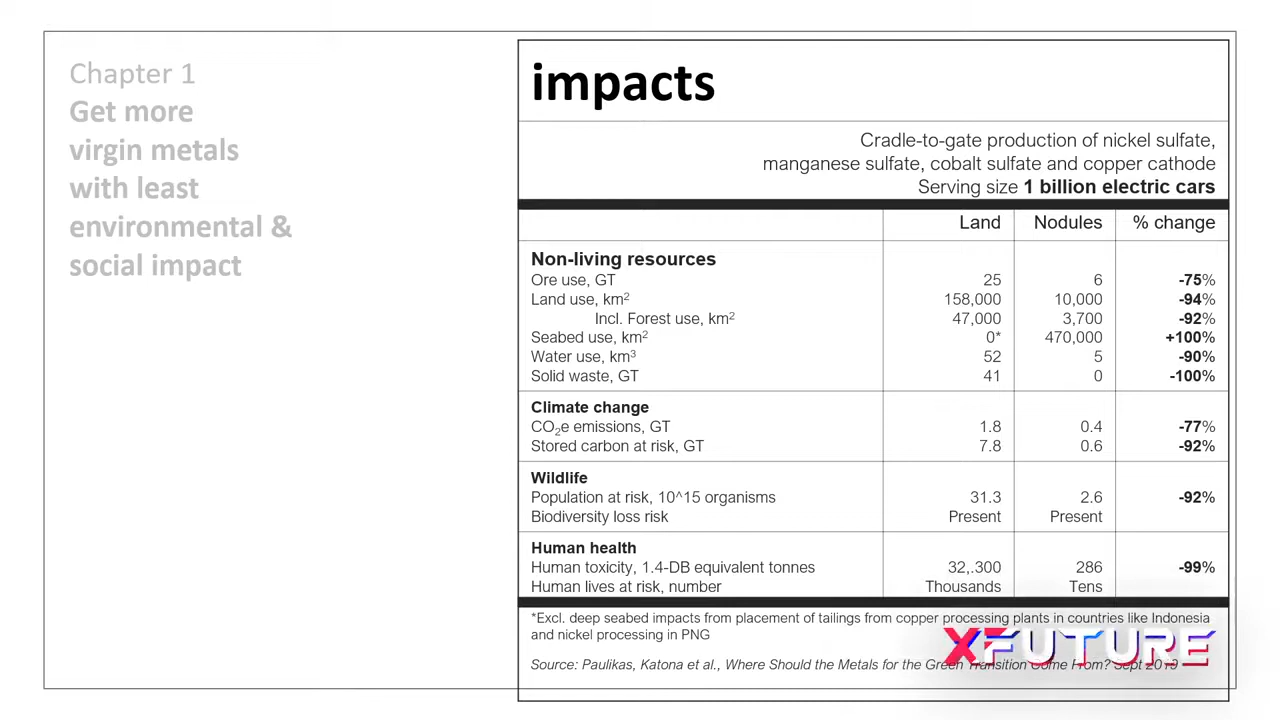 Chapter 1
Get more
virgin metals
with least
environmental &
social impact
impacts
Cradle-to-gate production of nickel sulfate,
manganese sulfate, cobalt sulfate and copper cathode
Serving size 1 billion electric cars
Land Nodules % change
Non-living resources
Ore use, GT 25 6 -75%
Land use, km² 158,000 10,000 -94%
Incl. Forest use, km² 47,000 3,700 -92%
Seabed use, km² 0* 470,000 +100%
Water use, km³ 52 5 -90%
Solid waste, GT 41 0 -100%
Climate change
CO₂e emissions, GT 1.8 0.4 -77%
Stored carbon at risk, GT 7.8 0.6 -92%
Wildlife
Population at risk, 10^15 organisms 31.3 2.6 -92%
Biodiversity loss risk Present Present
Human health
Human toxicity, 1.4-DB equivalent tonnes 32,.300 286 -99%
Human lives at risk, number Thousands Tens
*Excl. deep seabed impacts from placement of tailings from copper processing plants in countries like Indonesia
and nickel processing in PNG
XFUTURE
Source: Paulikas, Katona et al., Where Should the Metals for the Green Transition Come From? Sept 2019